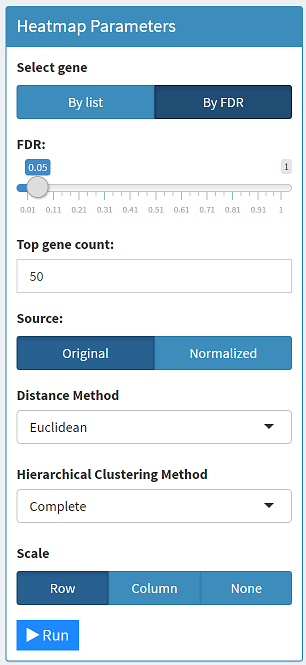 Heatmap Parameters
Select gene
By list By FDR
FDR:
0.05 1
0.01 0.11 0.21 0.31 0.41 0.51 0.61 0.71 0.81 0.91 1
Top gene count:
50
Source:
Original Normalized
Distance Method
Euclidean
Hierarchical Clustering Method
Complete
Scale
Row Column None
Run